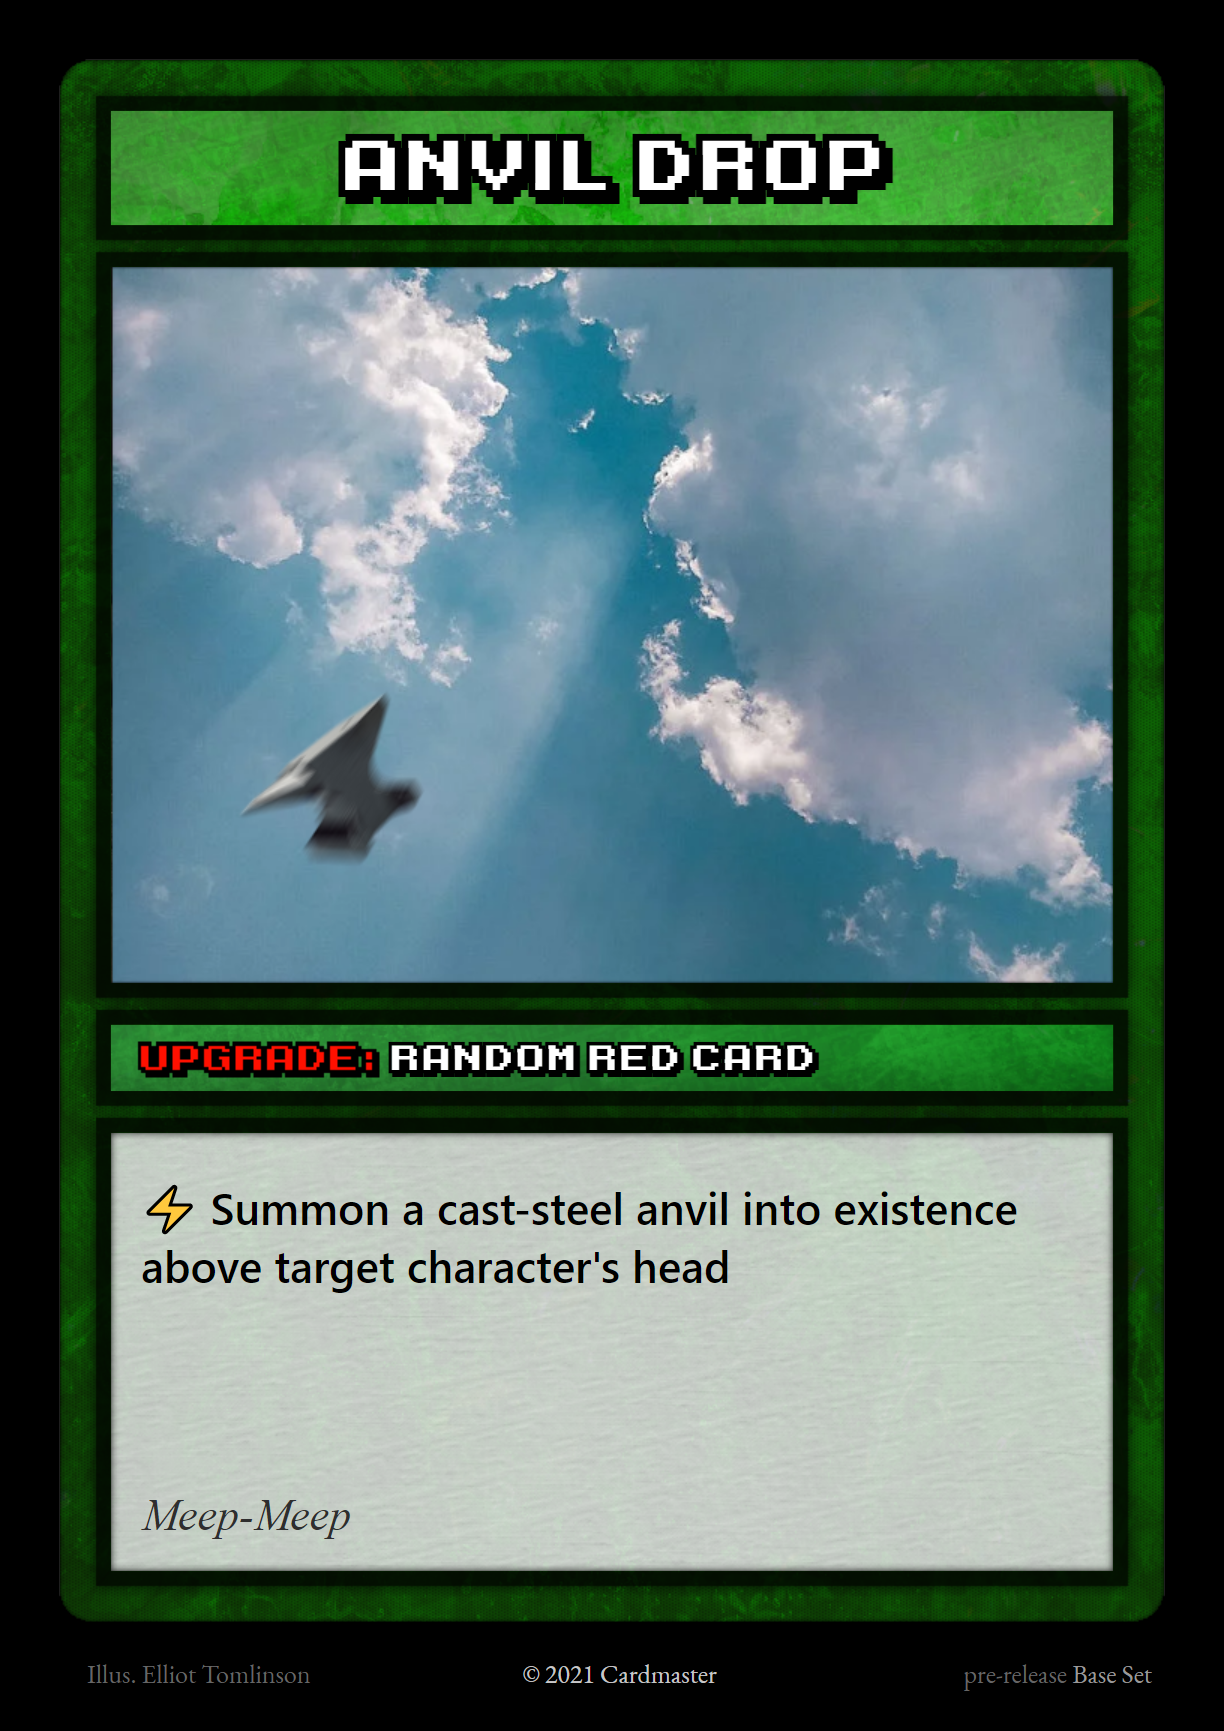 ANVIL DROP
UPGRADE: RANDOM RED CARD
⚡ Summon a cast-steel anvil into existence
above target character's head
Meep-Meep
Illus. Elliot Tomlinson
© 2021 Cardmaster
pre-release Base Set